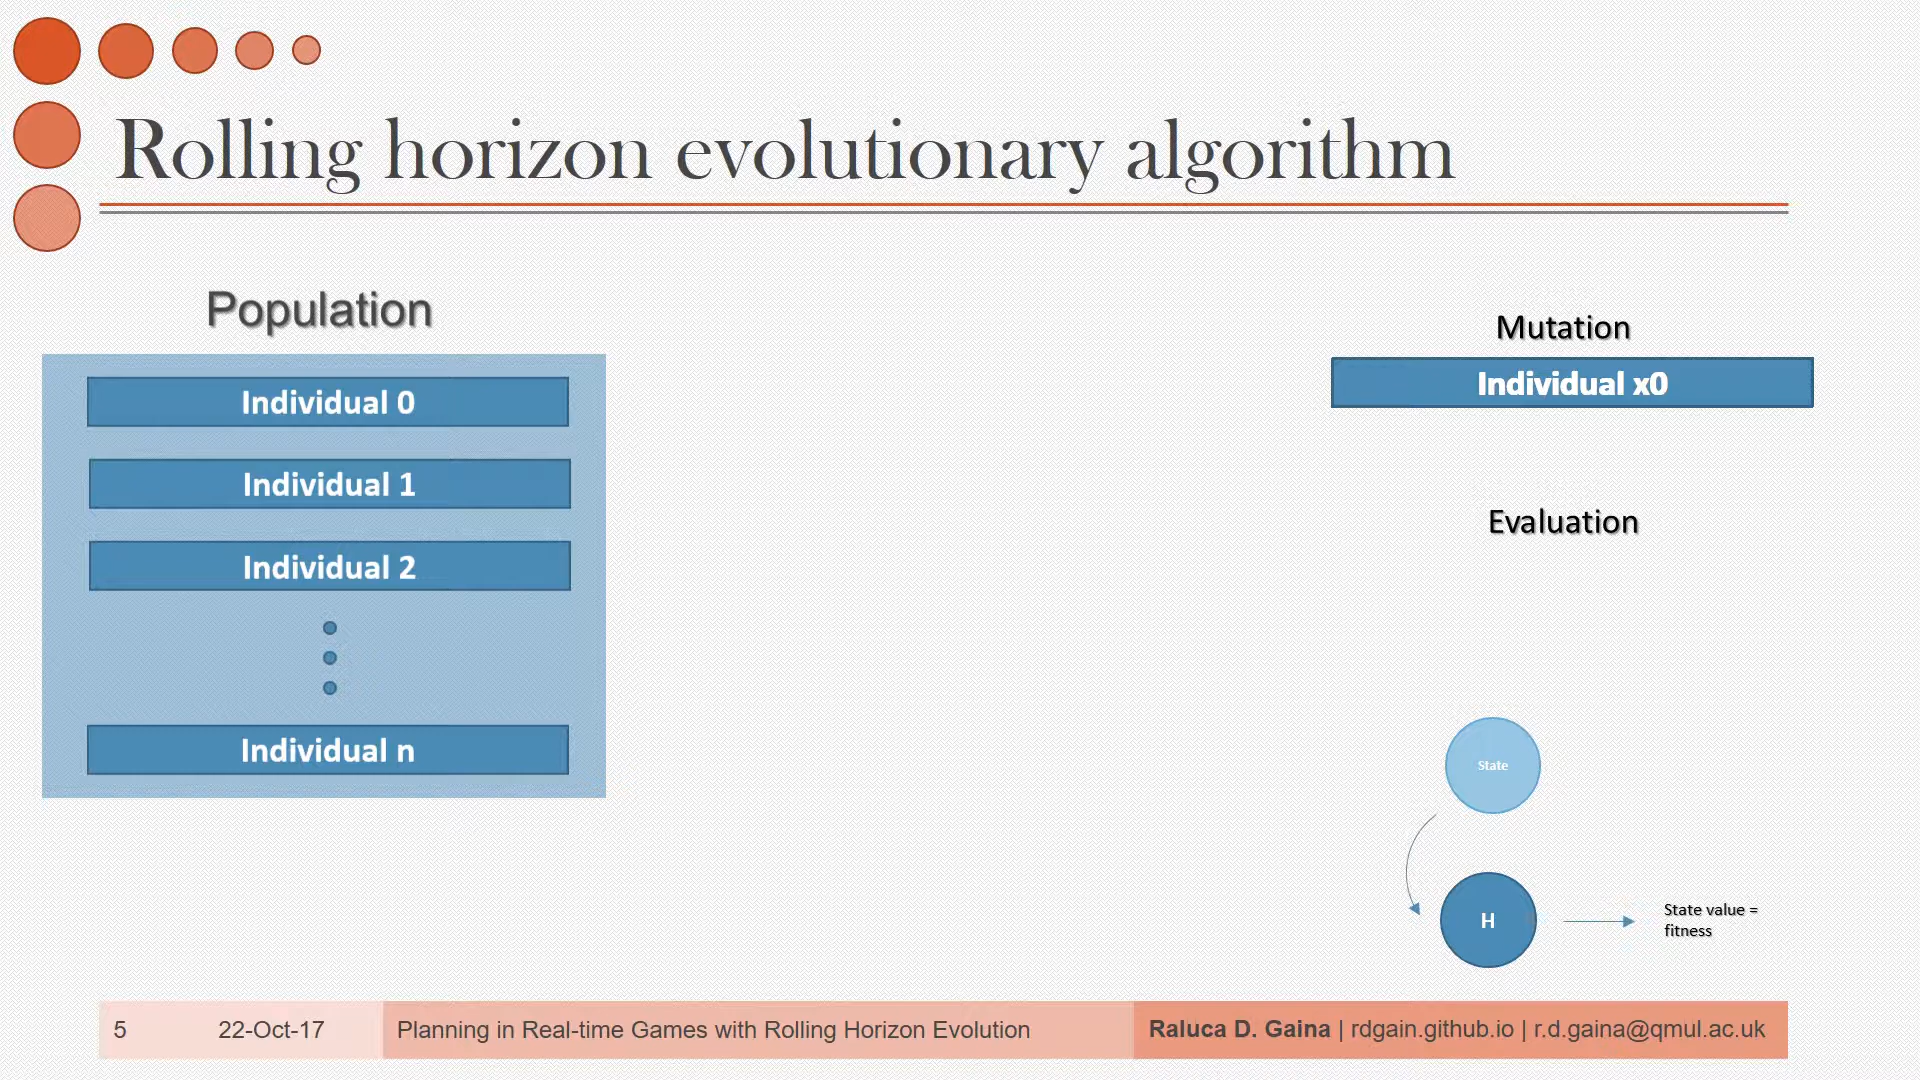 Rolling horizon evolutionary algorithm
Population
Individual 0
Individual 1
Individual 2
Individual n
Mutation
Individual x0
Evaluation
State
H
State value =
fitness
5
22-Oct-17
Planning in Real-time Games with Rolling Horizon Evolution
Raluca D. Gaina | rdgain.github.io | r.d.gaina@qmul.ac.uk